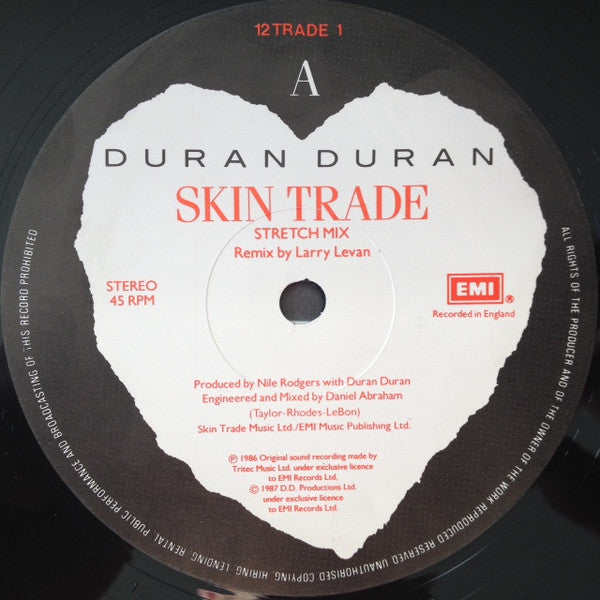 12 TRADE 1
A
DURAN DURAN
SKIN TRADE
STRETCH MIX
Remix by Larry Levan
STEREO
45 RPM
EMI
®
Recorded in England
Produced by Nile Rodgers with Duran Duran
Engineered and Mixed by Daniel Abraham
(Taylor-Rhodes-LeBon)
Skin Trade Music Ltd./EMI Music Publishing Ltd.
℗ 1986 Original sound recording made by
Tritec Music Ltd. under exclusive licence
to EMI Records Ltd.
© 1987 D.D. Productions Ltd.
under exclusive licence
to EMI Records Ltd.
ALL RIGHTS OF THE PRODUCER AND OF THE OWNER OF THE WORK REPRODUCED RESERVED UNAUTHORISED COPYING, HIRING, LENDING, RENTAL, PUBLIC PERFORMANCE AND BROADCASTING OF THIS RECORD PROHIBITED